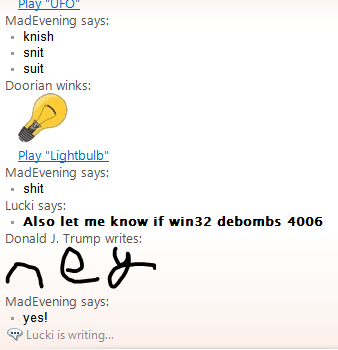 Play "UFO"
MadEvening says:
knish
snit
suit
Doorian winks:
Play "Lightbulb"
MadEvening says:
shit
Lucki says:
Also let me know if win32 debombs 4006
Donald J. Trump writes:
ney
MadEvening says:
yes!
Lucki is writing...